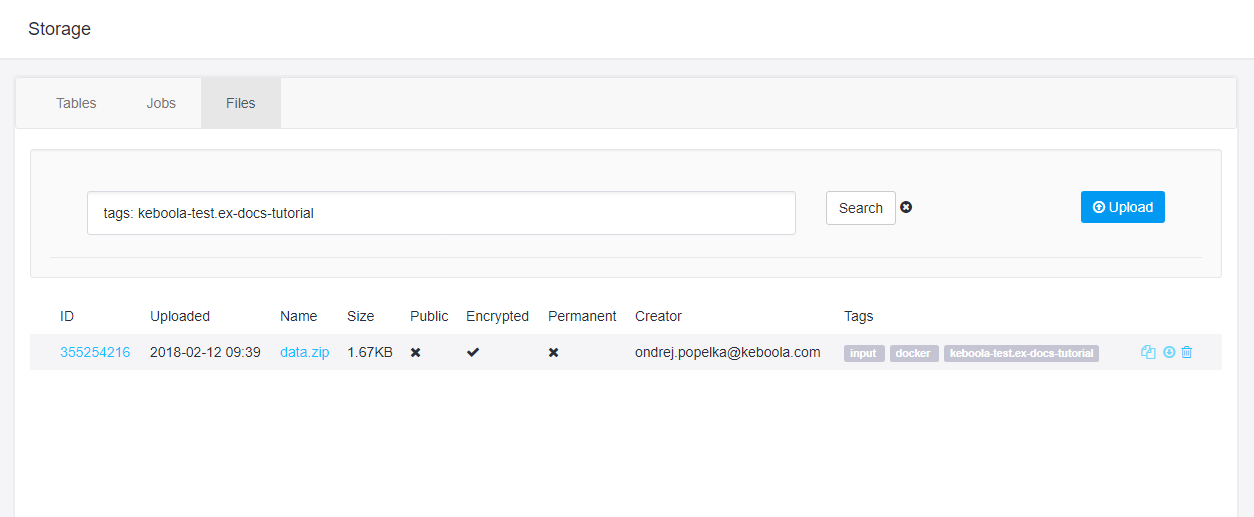 Storage
Tables Jobs Files
tags: keboola-test.ex-docs-tutorial Search Upload
ID Uploaded Name Size Public Encrypted Permanent Creator Tags
355254216 2018-02-12 09:39 data.zip 1.67KB ondrej.popelka@keboola.com input docker keboola-test.ex-docs-tutorial